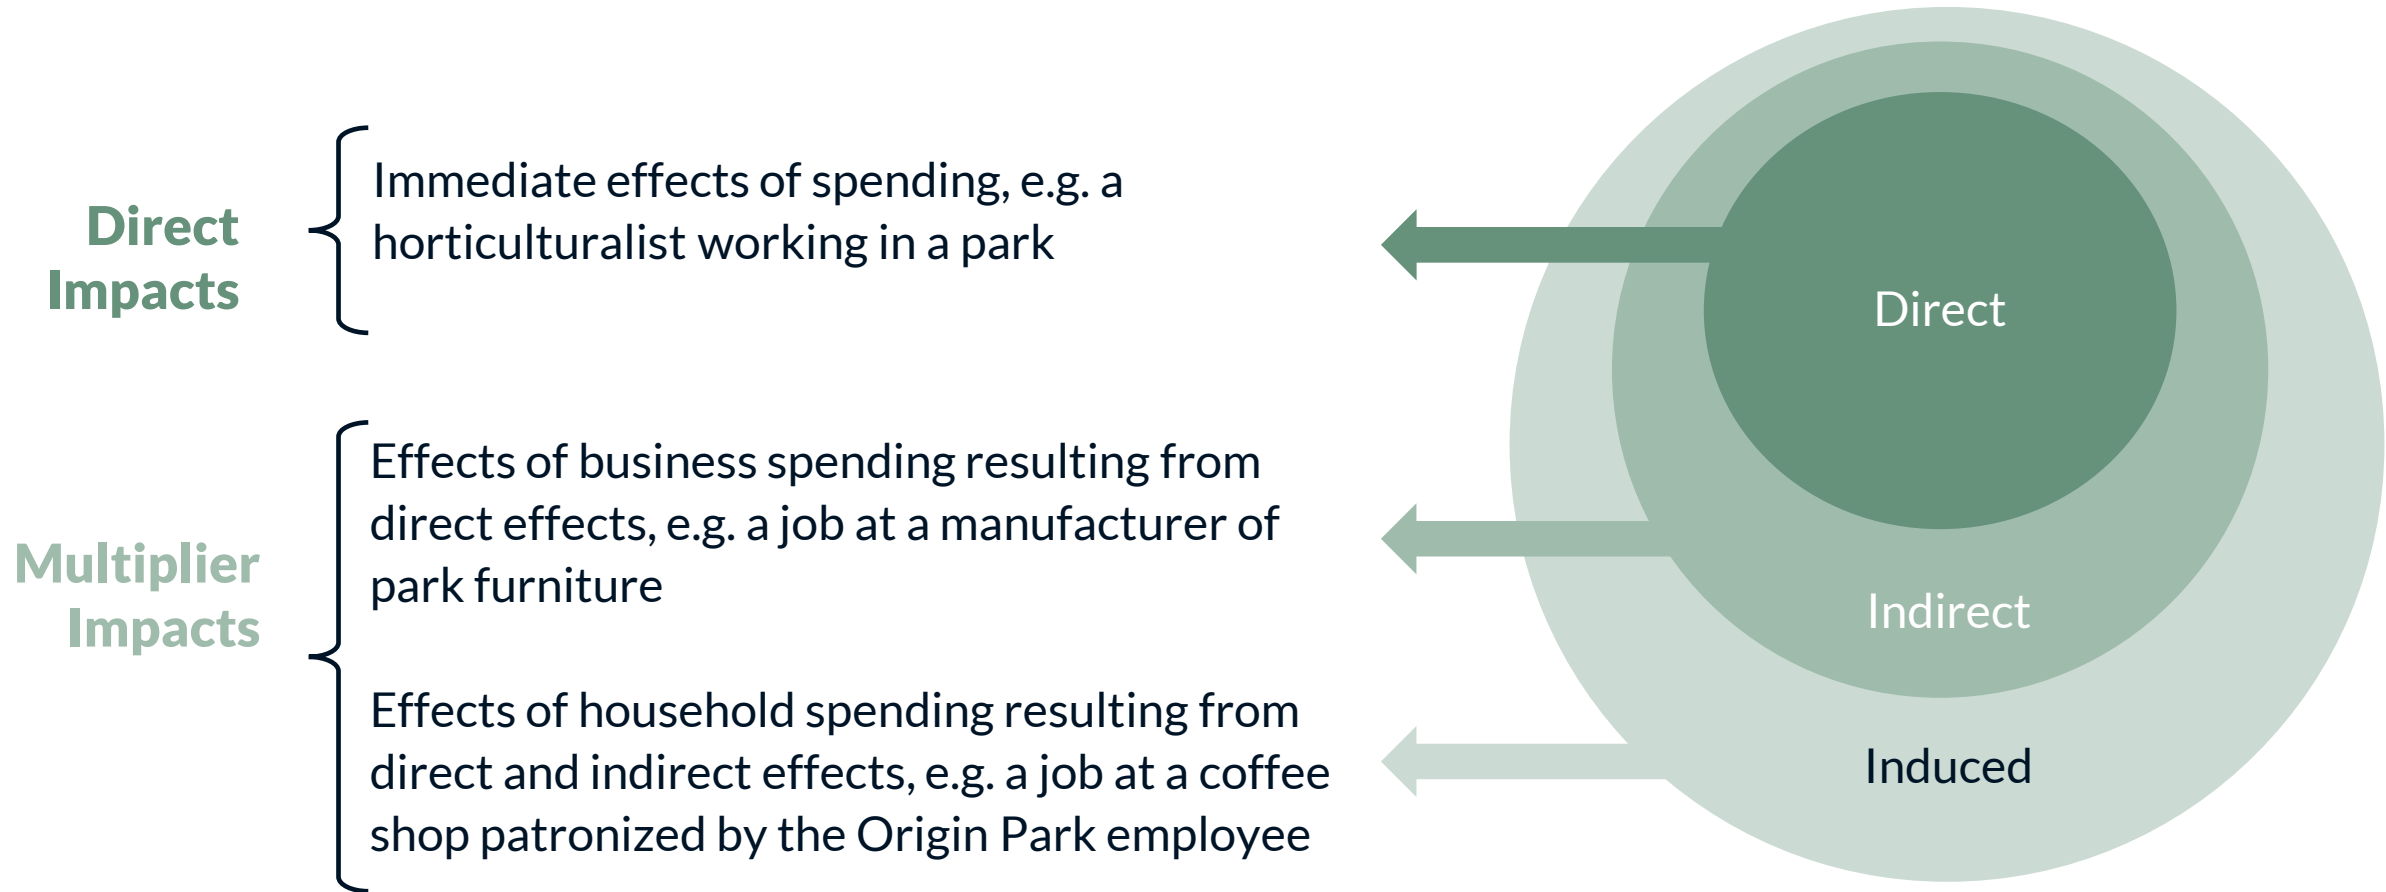 Direct
Impacts
Immediate effects of spending, e.g. a
horticulturalist working in a park
Multiplier
Impacts
Effects of business spending resulting from
direct effects, e.g. a job at a manufacturer of
park furniture
Effects of household spending resulting from
direct and indirect effects, e.g. a job at a coffee
shop patronized by the Origin Park employee
Direct
Indirect
Induced